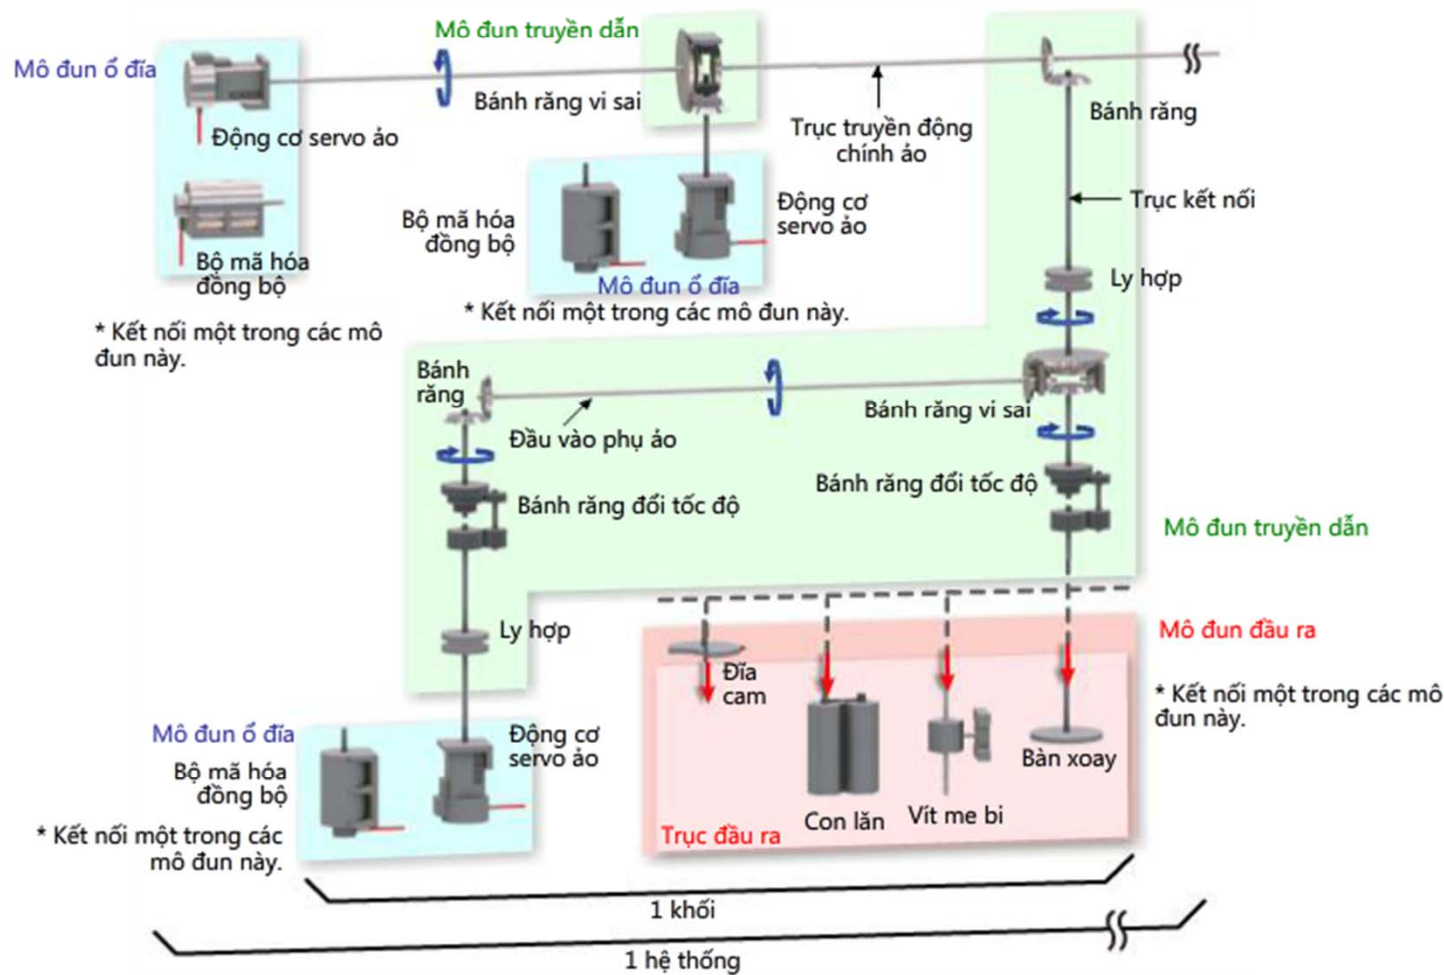 Mô đun truyền dẫn
Mô đun ổ đĩa
Bánh răng vi sai
Bánh răng
Động cơ servo ảo
Trục truyền động
chính ảo
Trục kết nối
Bộ mã hóa
đồng bộ
Động cơ
servo ảo
Bộ mã hóa
đồng bộ
Mô đun ổ đĩa
Ly hợp
* Kết nối một trong các mô
đun này.
* Kết nối một trong các mô đun này.
Bánh
răng
Bánh răng vi sai
Đầu vào phụ ảo
Bánh răng đổi tốc độ
Bánh răng đổi tốc độ
Mô đun truyền dẫn
Ly hợp
Mô đun đầu ra
Đĩa
cam
* Kết nối một trong các mô
đun này.
Mô đun ổ đĩa
Động cơ
servo ảo
Bộ mã hóa
đồng bộ
Bàn xoay
Con lăn
Vít me bi
Trục đầu ra
* Kết nối một trong các
mô đun này.
1 khối
1 hệ thống